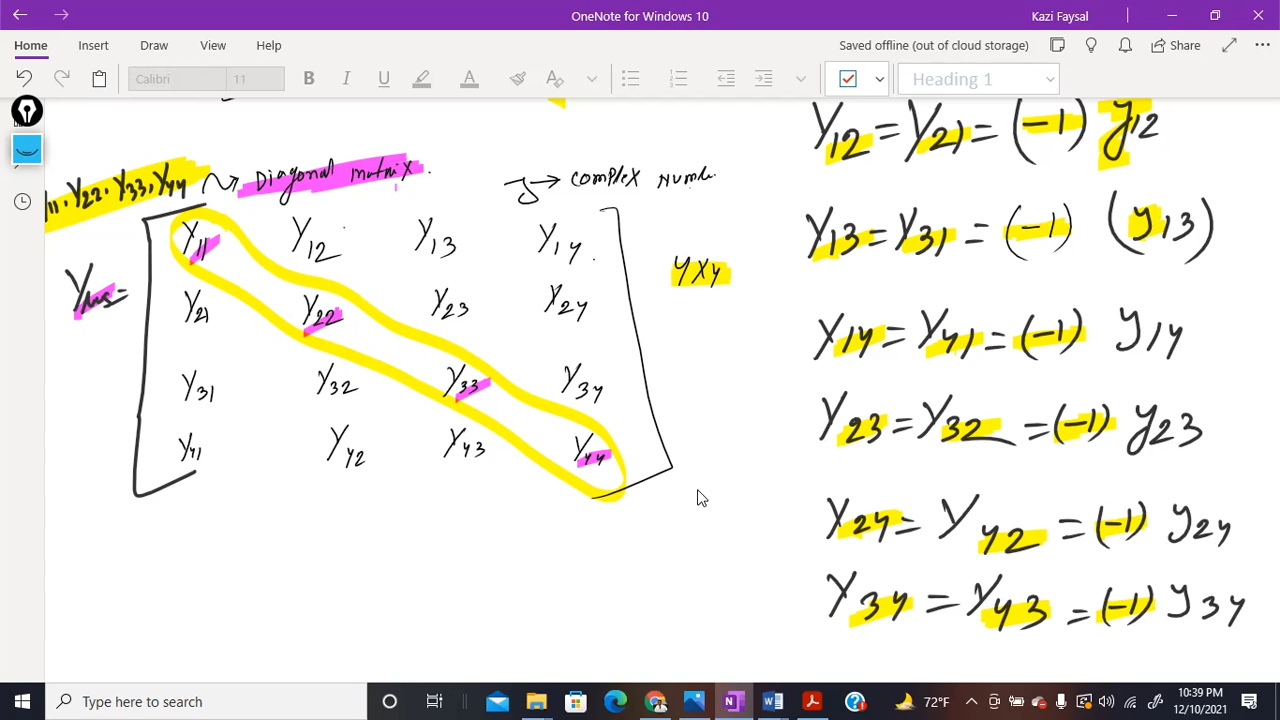 OneNote for Windows 10
Kazi Faysal
Home Insert Draw View Help
Saved offline (out of cloud storage)
Share
Calibri 11 B I U A Heading 1
11, Y22, Y33, Y44 Diagonal matrix.
j → complex
Y11 Y12 Y13 Y14
Ybus = Y21 Y22 Y23 Y24
4x4
Y31 Y32 Y33 Y34
Y41 Y42 Y43 Y44
Y12 = Y21 = (-1) y12
Y13 = Y31 = (-1) (y13)
Y14 = Y41 = (-1) y14
Y23 = Y32 = (-1) y23
Y24 = Y42 = (-1) y24
Y34 = Y43 = (-1) y34
Type here to search
72°F
10:39 PM
12/10/2021